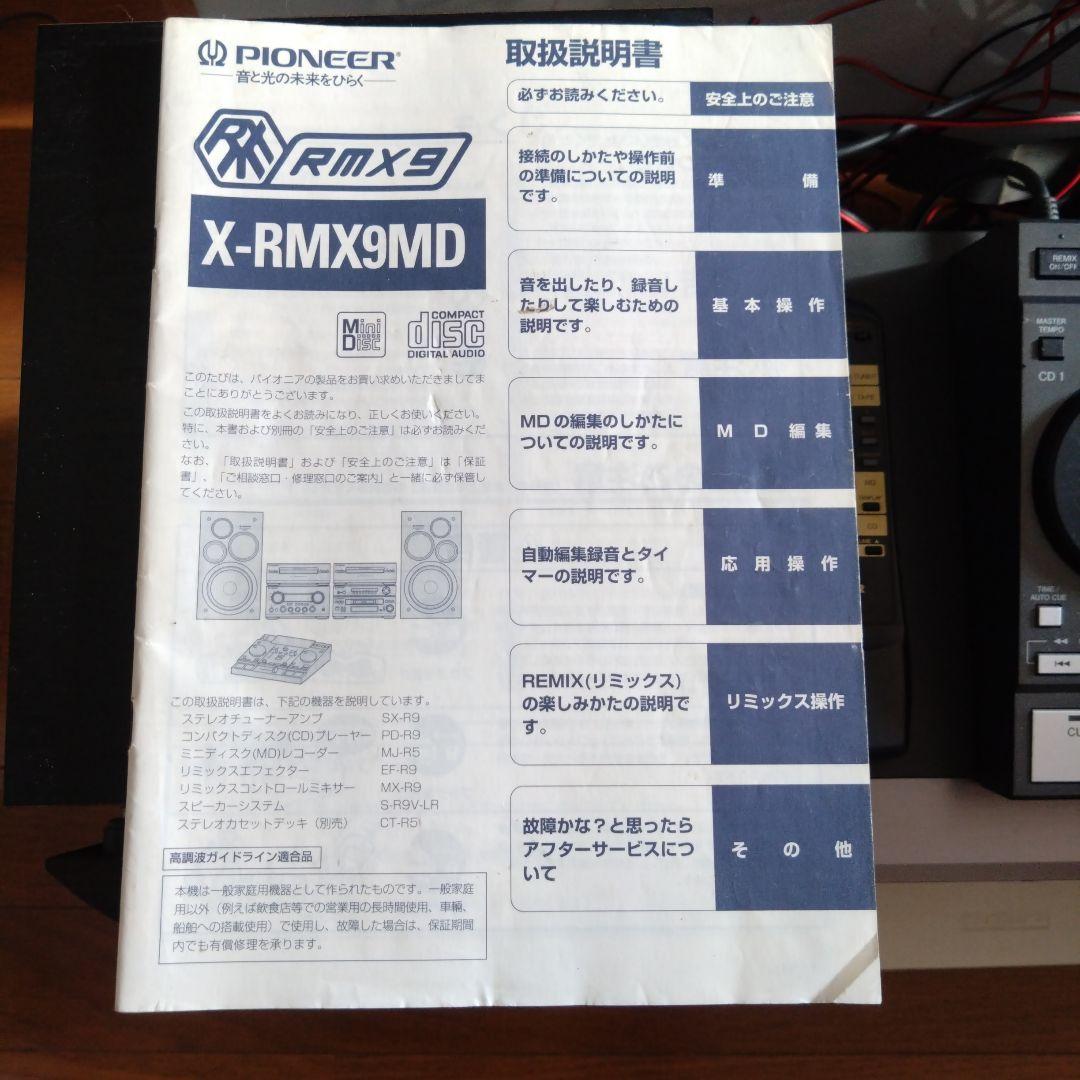 PIONEER
音と光の未来をひらく
RMX
RMX9
X-RMX9MD
Mini Disc
COMPACT
disc
DIGITAL AUDIO
このたびは、パイオニアの製品をお買い求めいただきましてま
ことにありがとうございます。
この取扱説明書をよくお読みになり、正しくお使いください。
特に、本書および別冊の「安全上のご注意」は必ずお読みくだ
さい。
なお、「取扱説明書」および「安全上のご注意」は「保証
書」、「ご相談窓口・修理窓口のご案内」と一緒に必ず保管し
てください。
この取扱説明書は、下記の機器を説明しています。
ステレオチューナーアンプ SX-R9
コンパクトディスク(CD)プレーヤー PD-R9
ミニディスク(MD)レコーダー MJ-R5
リミックスエフェクター EF-R9
リミックスコントロールミキサー MX-R9
スピーカーシステム S-R9V-LR
ステレオカセットデッキ（別売） CT-R5
高調波ガイドライン適合品
本機は一般家庭用機器として作られたものです。一般家庭
用以外（例えば飲食店等での営業用の長時間使用、車輛、
船舶への搭載使用）で使用し、故障した場合は、保証期間
内でも有償修理を承ります。
取扱説明書
必ずお読みください。 安全上のご注意
接続のしかたや操作前
の準備についての説明
です。
準備
音を出したり、録音し
たりして楽しむための
説明です。
基本操作
MDの編集のしかたに
ついての説明です。
MD編集
自動編集録音とタイ
マーの説明です。
応用操作
REMIX(リミックス)
の楽しみかたの説明で
す。
リミックス操作
故障かな？と思ったら
アフターサービスにつ
いて
その他
REMIX
ON/OFF
MASTER
TEMPO
CD 1
TIME/
AUTO CUE
TAPE
MD
CD